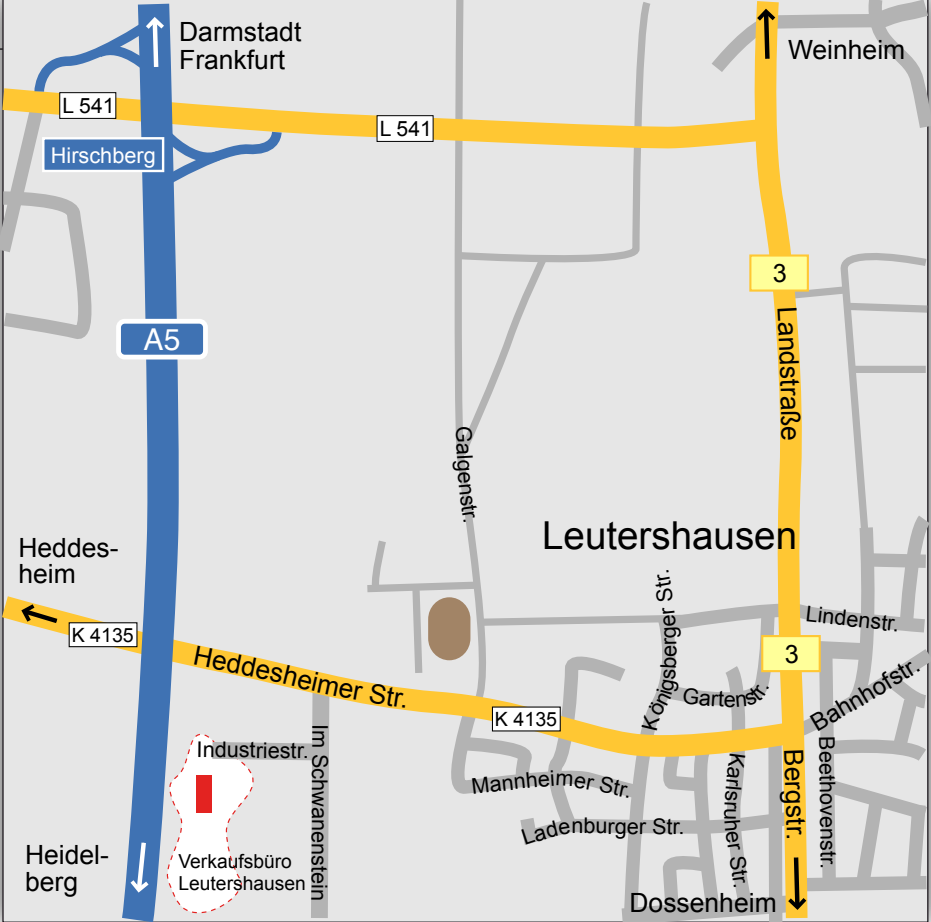 Darmstadt
Frankfurt
Weinheim
L 541
L 541
Hirschberg
3
A5
Landstraße
Galgenstr.
Leutershausen
Heddes-
heim
K 4135
Königsberger Str.
Lindenstr.
3
Heddesheimer Str.
Gartenstr.
Bahnhofstr.
K 4135
Industriestr.
Im Schwanenstein
Mannheimer Str.
Karlsruher Str.
Bergstr.
Beethovenstr.
Ladenburger Str.
Heidel-
berg
Verkaufsbüro
Leutershausen
Dossenheim